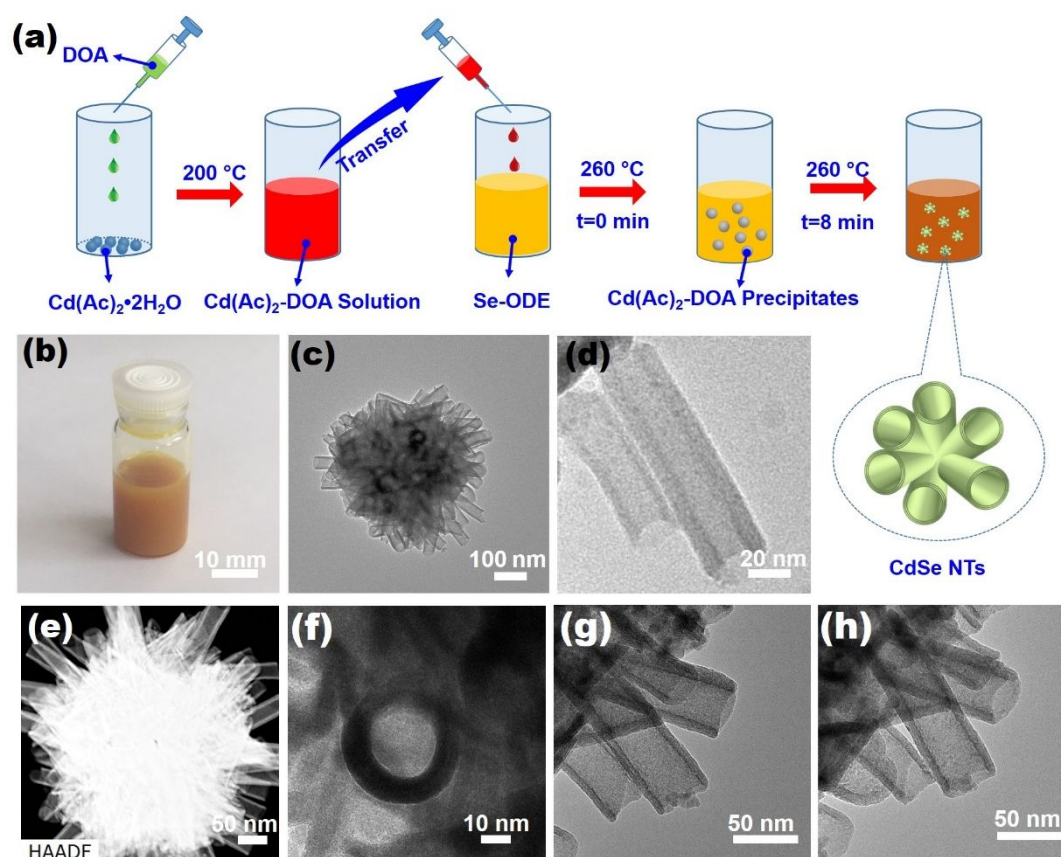 (a)
DOA
Transfer
200 °C
260 °C
t=0 min
260 °C
t=8 min
Cd(Ac)₂•2H₂O
Cd(Ac)₂-DOA Solution
Se-ODE
Cd(Ac)₂-DOA Precipitates
(b)
10 mm
(c)
100 nm
(d)
20 nm
CdSe NTs
(e)
50 nm
HAADF
(f)
10 nm
(g)
50 nm
(h)
50 nm